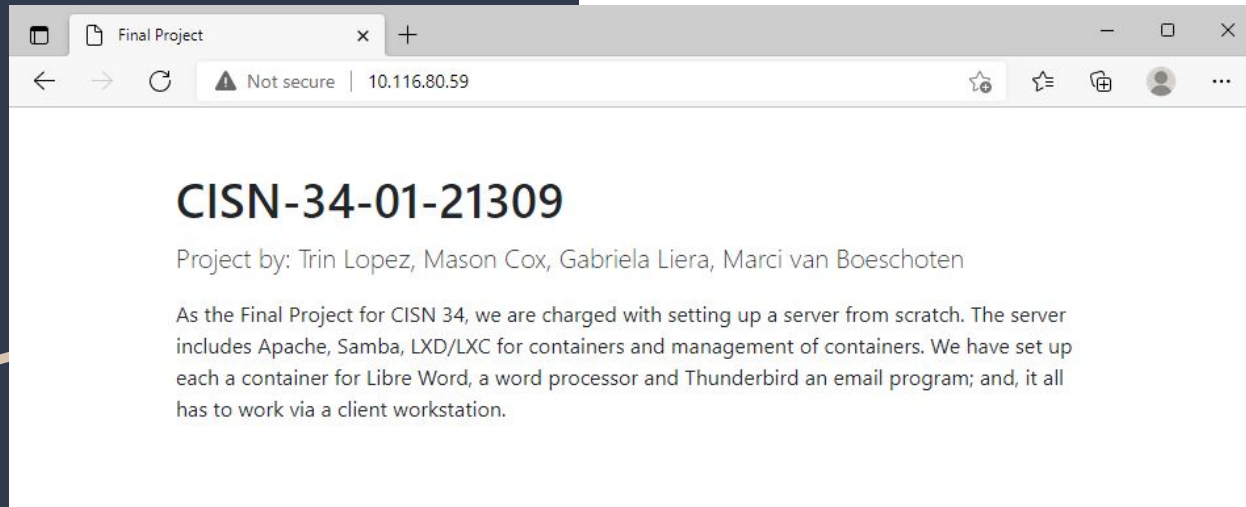 Final Project
Not secure | 10.116.80.59
CISN-34-01-21309
Project by: Trin Lopez, Mason Cox, Gabriela Liera, Marci van Boeschoten
As the Final Project for CISN 34, we are charged with setting up a server from scratch. The server
includes Apache, Samba, LXD/LXC for containers and management of containers. We have set up
each a container for Libre Word, a word processor and Thunderbird an email program; and, it all
has to work via a client workstation.